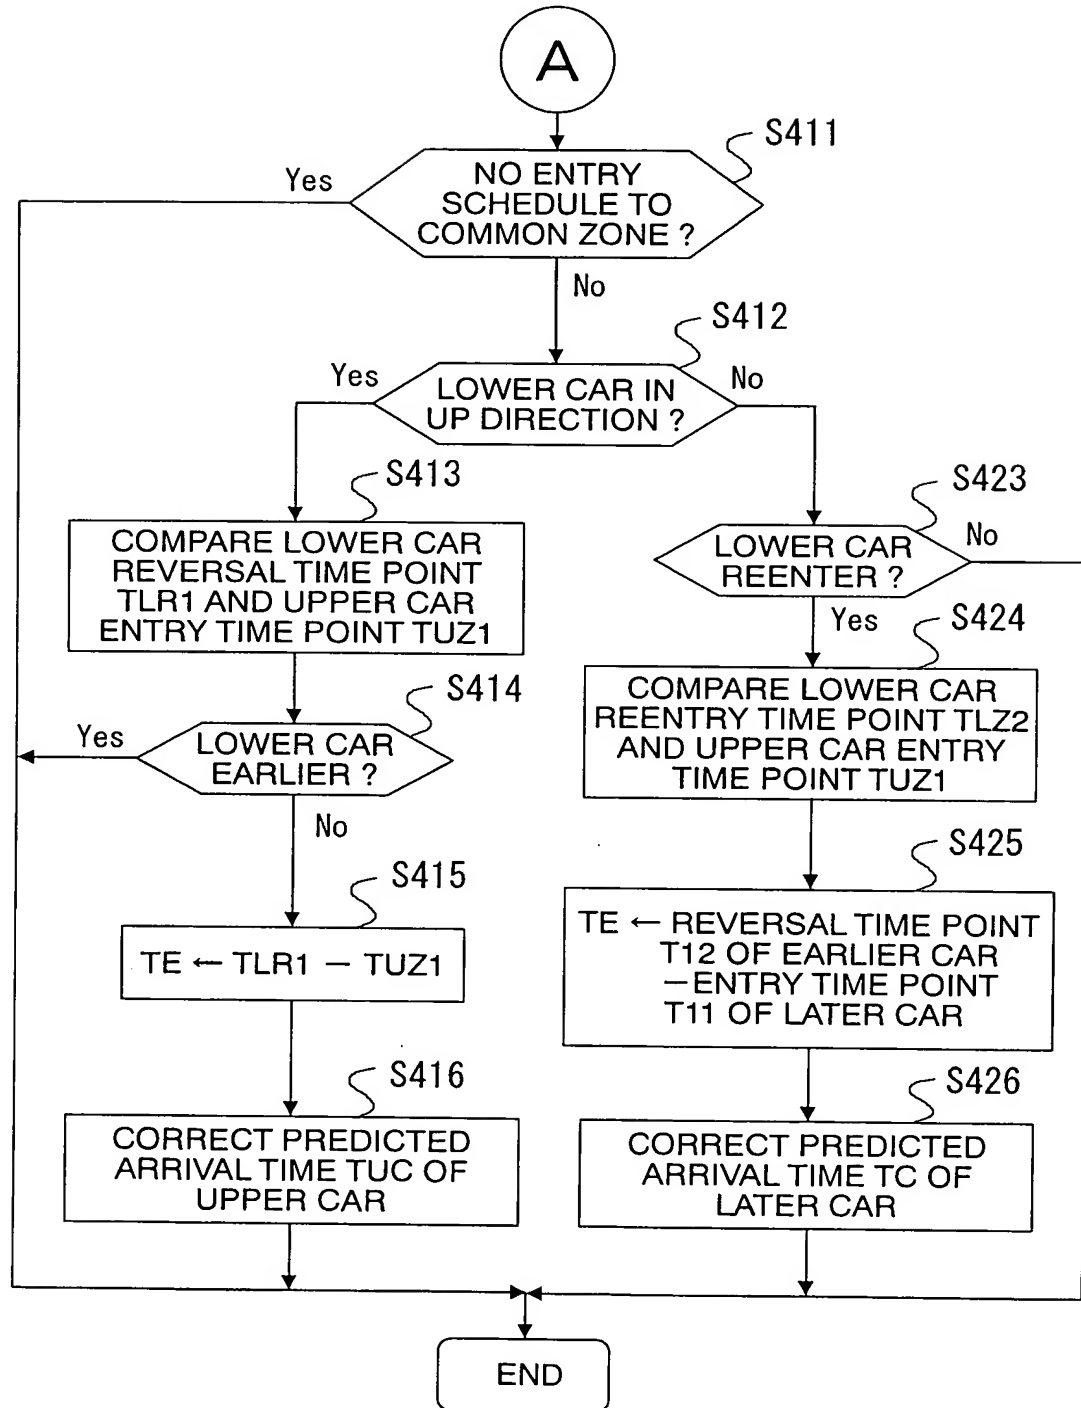 A
S411
Yes
NO ENTRY
SCHEDULE TO
COMMON ZONE ?
No
S412
Yes
LOWER CAR IN
UP DIRECTION ?
No
S413
COMPARE LOWER CAR
REVERSAL TIME POINT
TLR1 AND UPPER CAR
ENTRY TIME POINT TUZ1
S423
LOWER CAR
REENTER ?
No
Yes
S414
Yes
LOWER CAR
EARLIER ?
No
S424
COMPARE LOWER CAR
REENTRY TIME POINT TLZ2
AND UPPER CAR ENTRY
TIME POINT TUZ1
S415
TE ← TLR1 − TUZ1
S425
TE ← REVERSAL TIME POINT
T12 OF EARLIER CAR
−ENTRY TIME POINT
T11 OF LATER CAR
S416
CORRECT PREDICTED
ARRIVAL TIME TUC OF
UPPER CAR
S426
CORRECT PREDICTED
ARRIVAL TIME TC OF
LATER CAR
END